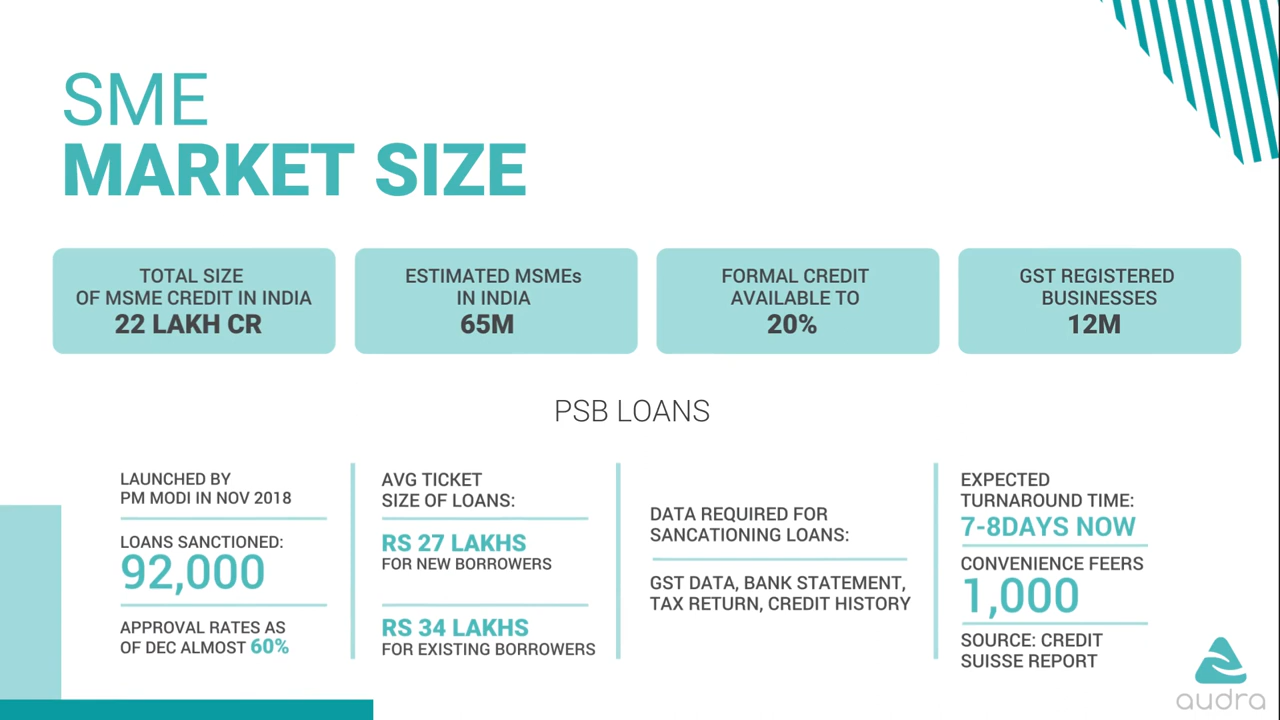 SME
MARKET SIZE
TOTAL SIZE
OF MSME CREDIT IN INDIA
22 LAKH CR
ESTIMATED MSMEs
IN INDIA
65M
FORMAL CREDIT
AVAILABLE TO
20%
GST REGISTERED
BUSINESSES
12M
PSB LOANS
LAUNCHED BY
PM MODI IN NOV 2018
LOANS SANCTIONED:
92,000
APPROVAL RATES AS
OF DEC ALMOST 60%
AVG TICKET
SIZE OF LOANS:
RS 27 LAKHS
FOR NEW BORROWERS
RS 34 LAKHS
FOR EXISTING BORROWERS
DATA REQUIRED FOR
SANCATIONING LOANS:
GST DATA, BANK STATEMENT,
TAX RETURN, CREDIT HISTORY
EXPECTED
TURNAROUND TIME:
7-8DAYS NOW
CONVENIENCE FEERS
1,000
SOURCE: CREDIT
SUISSE REPORT
audra